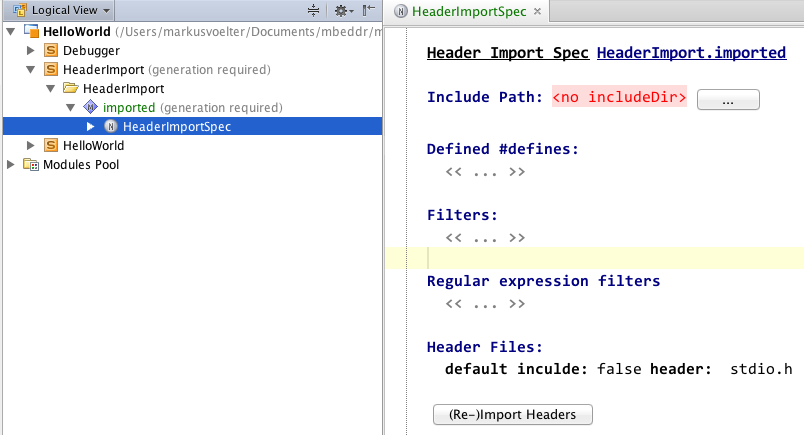 Logical View
HelloWorld (/Users/markusvoelter/Documents/mbeddr/m
Debugger
HeaderImport (generation required)
HeaderImport
imported (generation required)
HeaderImportSpec
HelloWorld
Modules Pool
HeaderImportSpec
Header Import Spec HeaderImport.imported
Include Path: <no includeDir> ...
Defined #defines:
<< ... >>
Filters:
<< ... >>
Regular expression filters
<< ... >>
Header Files:
default inculde: false header: stdio.h
(Re-)Import Headers